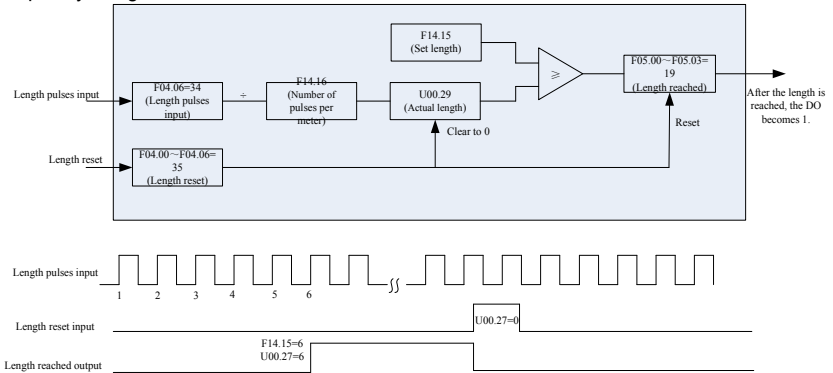 F14.15
(Set length)
F05.00～F05.03=
19
(Length reached)
F04.06=34
(Length pulses
input)
÷
F14.16
(Number of
pulses per
meter)
U00.29
(Actual length)
≥
Length pulses input
After the length is
reached, the DO
becomes 1.
Clear to 0
Reset
Length reset
F04.00～F04.06=
35
(Length reset)
Length pulses input
1 2 3 4 5 6
Length reset input
U00.27=0
F14.15=6
U00.27=6
Length reached output